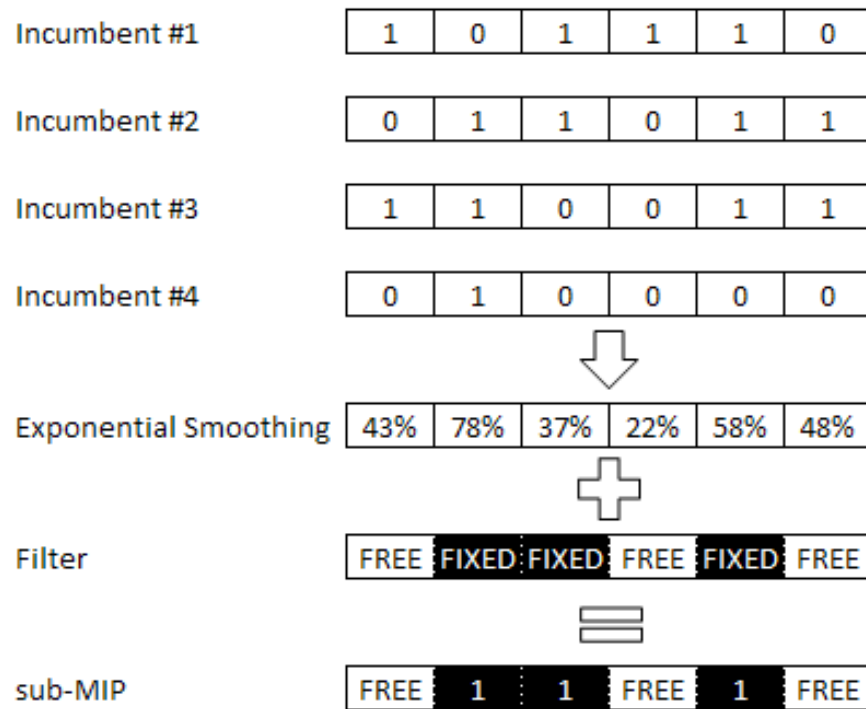 Incumbent #1 1 0 1 1 1 0
Incumbent #2 0 1 1 0 1 1
Incumbent #3 1 1 0 0 1 1
Incumbent #4 0 1 0 0 0 0
Exponential Smoothing 43% 78% 37% 22% 58% 48%
Filter FREE FIXED FIXED FREE FIXED FREE
sub-MIP FREE 1 1 FREE 1 FREE